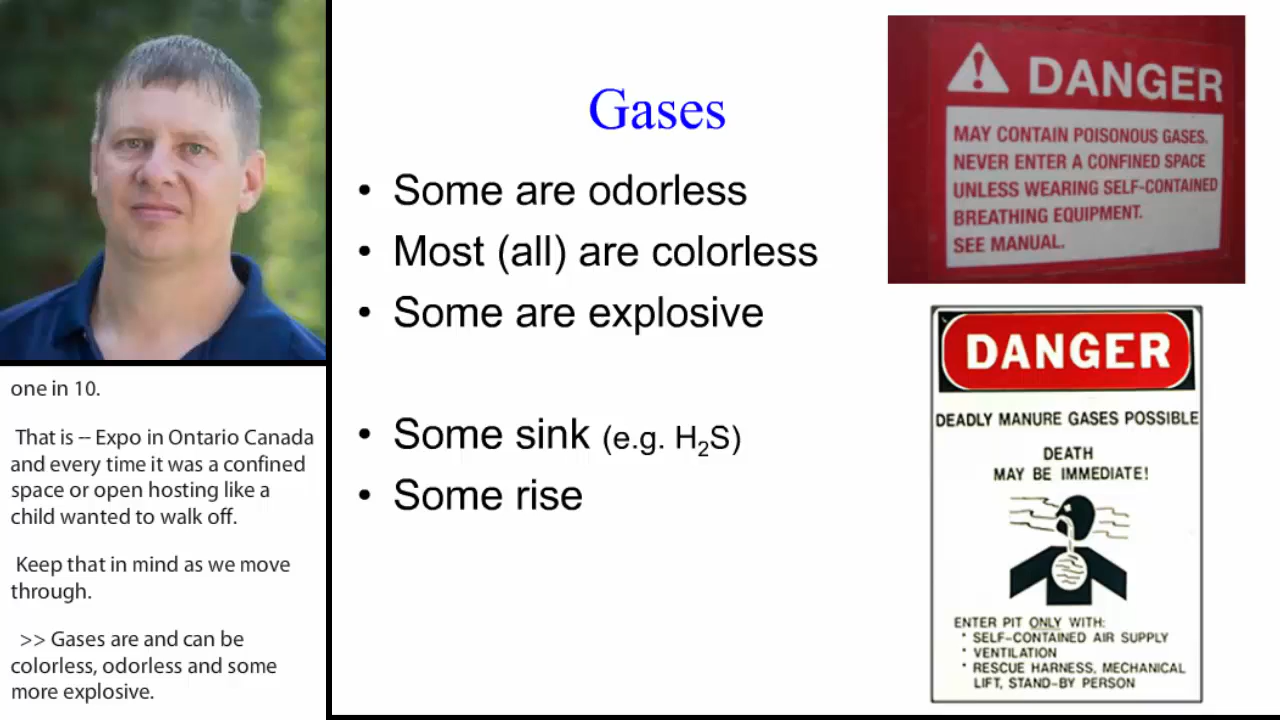 one in 10.
That is -- Expo in Ontario Canada
and every time it was a confined
space or open hosting like a
child wanted to walk off.
Keep that in mind as we move
through.
>> Gases are and can be
colorless, odorless and some
more explosive.
Gases
• Some are odorless
• Most (all) are colorless
• Some are explosive
• Some sink (e.g. H₂S)
• Some rise
DANGER
MAY CONTAIN POISONOUS GASES.
NEVER ENTER A CONFINED SPACE
UNLESS WEARING SELF-CONTAINED
BREATHING EQUIPMENT.
SEE MANUAL.
DANGER
DEADLY MANURE GASES POSSIBLE
DEATH
MAY BE IMMEDIATE!
ENTER PIT ONLY WITH:
• SELF-CONTAINED AIR SUPPLY
• VENTILATION
• RESCUE HARNESS, MECHANICAL
LIFT, STAND-BY PERSON